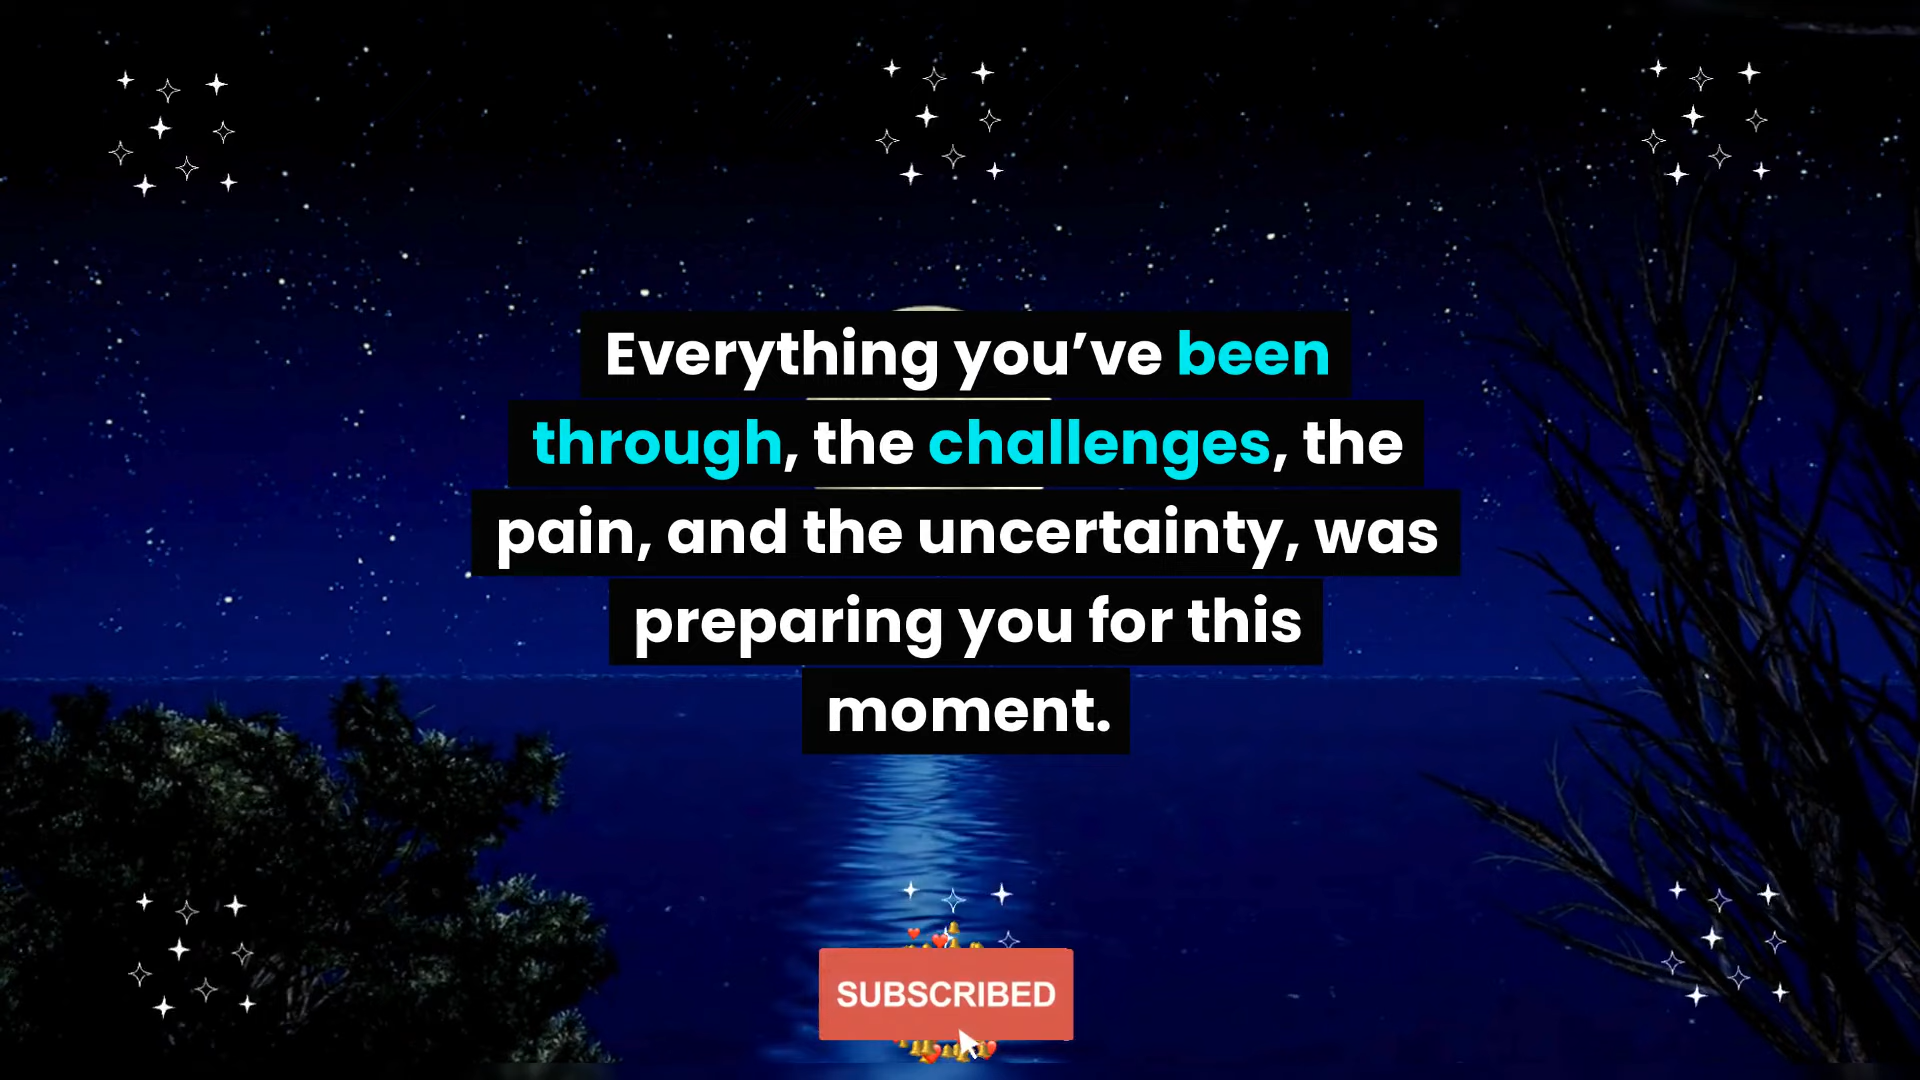 Everything you’ve been
through, the challenges, the
pain, and the uncertainty, was
preparing you for this
moment.
SUBSCRIBED